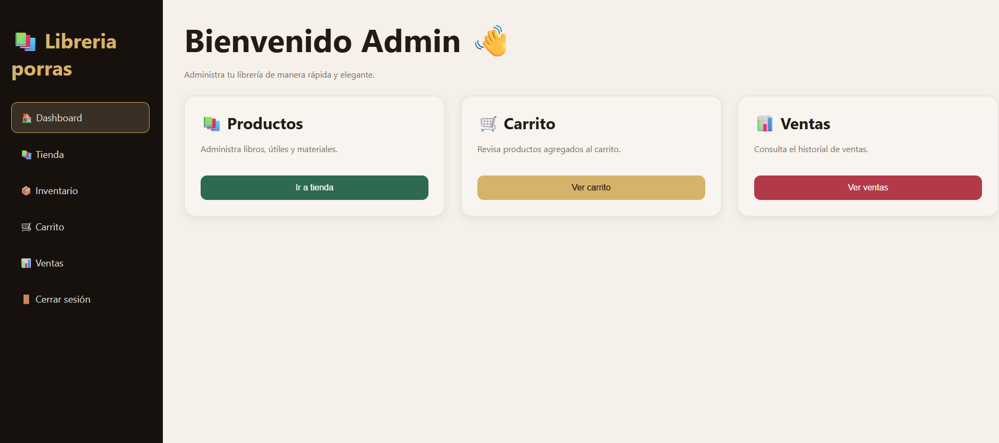 Libreria
porras
Dashboard
Tienda
Inventario
Carrito
Ventas
Cerrar sesión
Bienvenido Admin
Administra tu librería de manera rápida y elegante.
Productos
Administra libros, útiles y materiales.
Ir a tienda
Carrito
Revisa productos agregados al carrito.
Ver carrito
Ventas
Consulta el historial de ventas.
Ver ventas